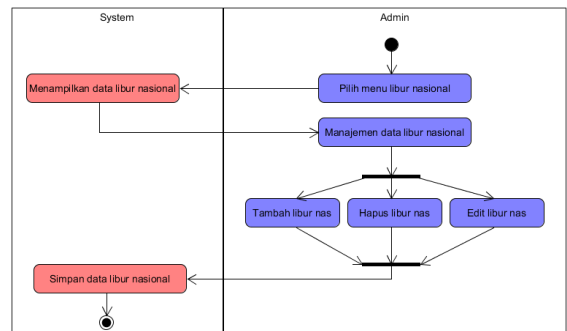 System
Admin
Pilih menu libur nasional
Menampilkan data libur nasional
Manajemen data libur nasional
Tambah libur nas
Hapus libur nas
Edit libur nas
Simpan data libur nasional